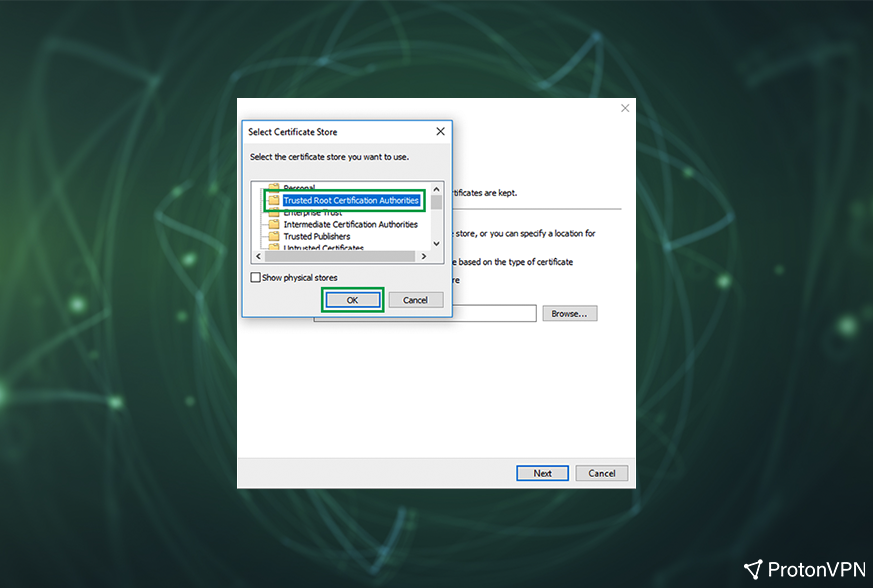 Select Certificate Store
Select the certificate store you want to use.
Personal
Trusted Root Certification Authorities
Enterprise Trust
Intermediate Certification Authorities
Trusted Publishers
Untrusted Certificates
Show physical stores
OK
Cancel
rtificates are kept.
e store, or you can specify a location for
e based on the type of certificate
re
Browse...
Next
Cancel
ProtonVPN